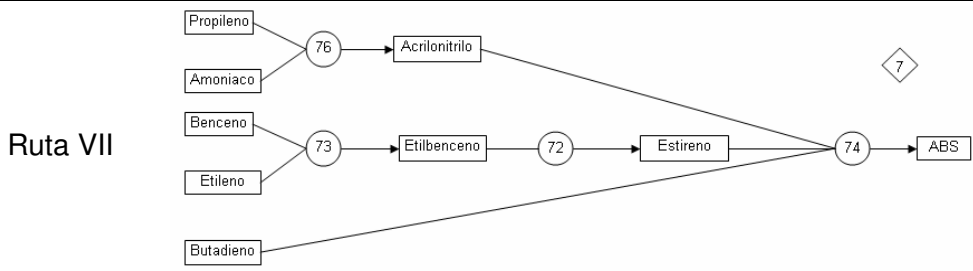 Ruta VII
Propileno
76
Acrilonitrilo
Amoniaco
7
Benceno
73
Etilbenceno
72
Estireno
74
ABS
Etileno
Butadieno